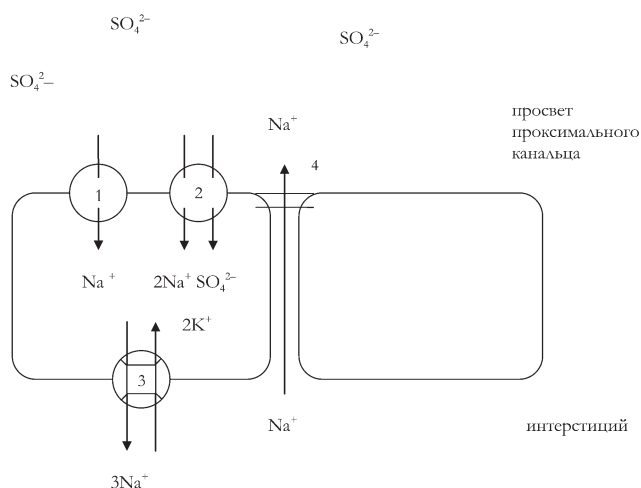 SO₄²⁻
SO₄²⁻
SO₄²–
Na⁺
просвет
проксимального
канальца
4
1
2
Na ⁺
2Na⁺ SO₄²⁻
2K⁺
3
Na⁺
интерстиций
3Na⁺